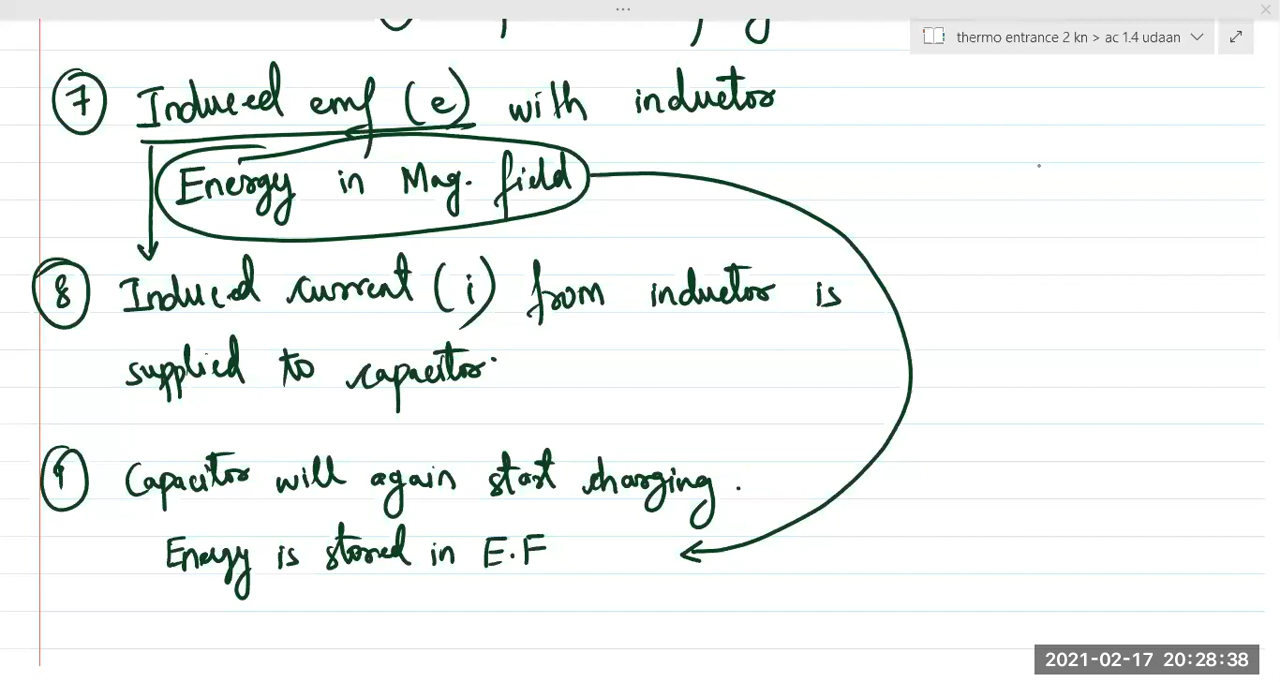 thermo entrance 2 kn > ac 1.4 udaan
7 Induced emf (e) with inductor
Energy in Mag. field
8 Induced current (i) from inductor is
supplied to capacitor.
9 Capacitor will again start charging.
Energy is stored in E.F
2021-02-17 20:28:38